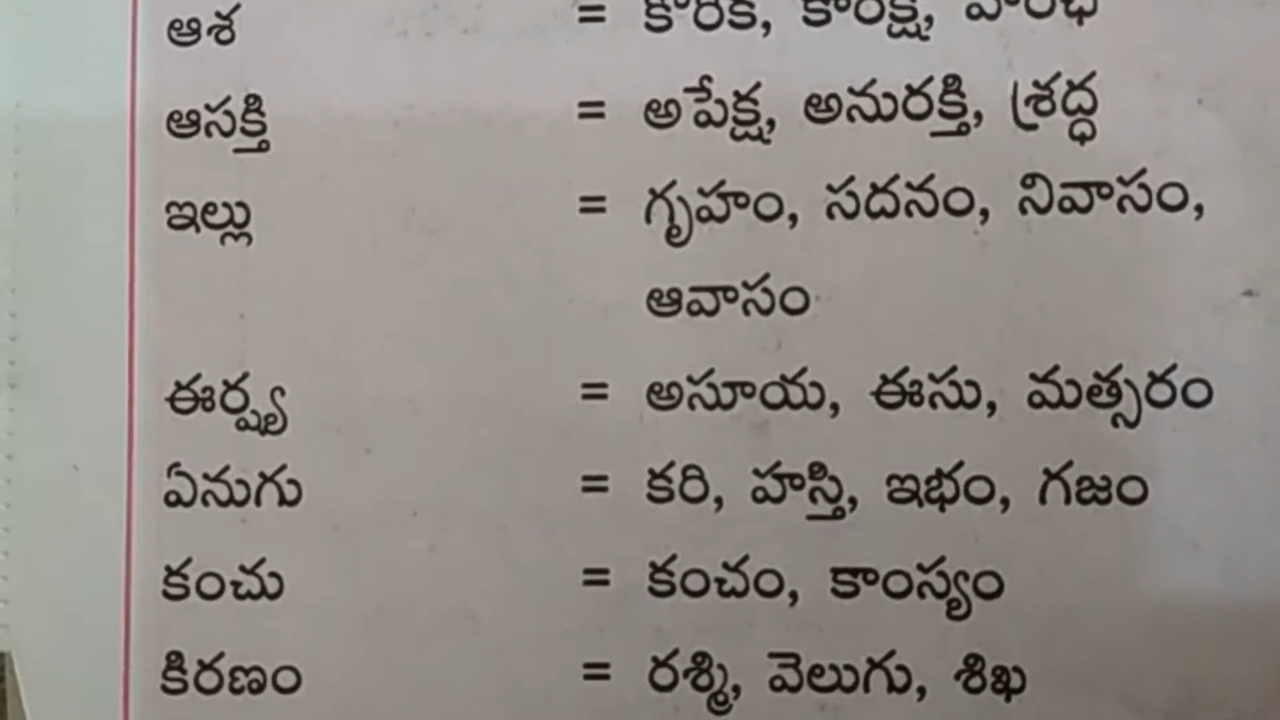 ఆశ = కోరిక, కాంక్ష,
ఆసక్తి = అపేక్ష, అనురక్తి, శ్రద్ధ
ఇల్లు = గృహం, సదనం, నివాసం,
ఆవాసం
ఈర్ష్య = అసూయ, ఈసు, మత్సరం
ఏనుగు = కరి, హస్తి, ఇభం, గజం
కంచు = కంచం, కాంస్యం
కిరణం = రశ్మి, వెలుగు, శిఖ